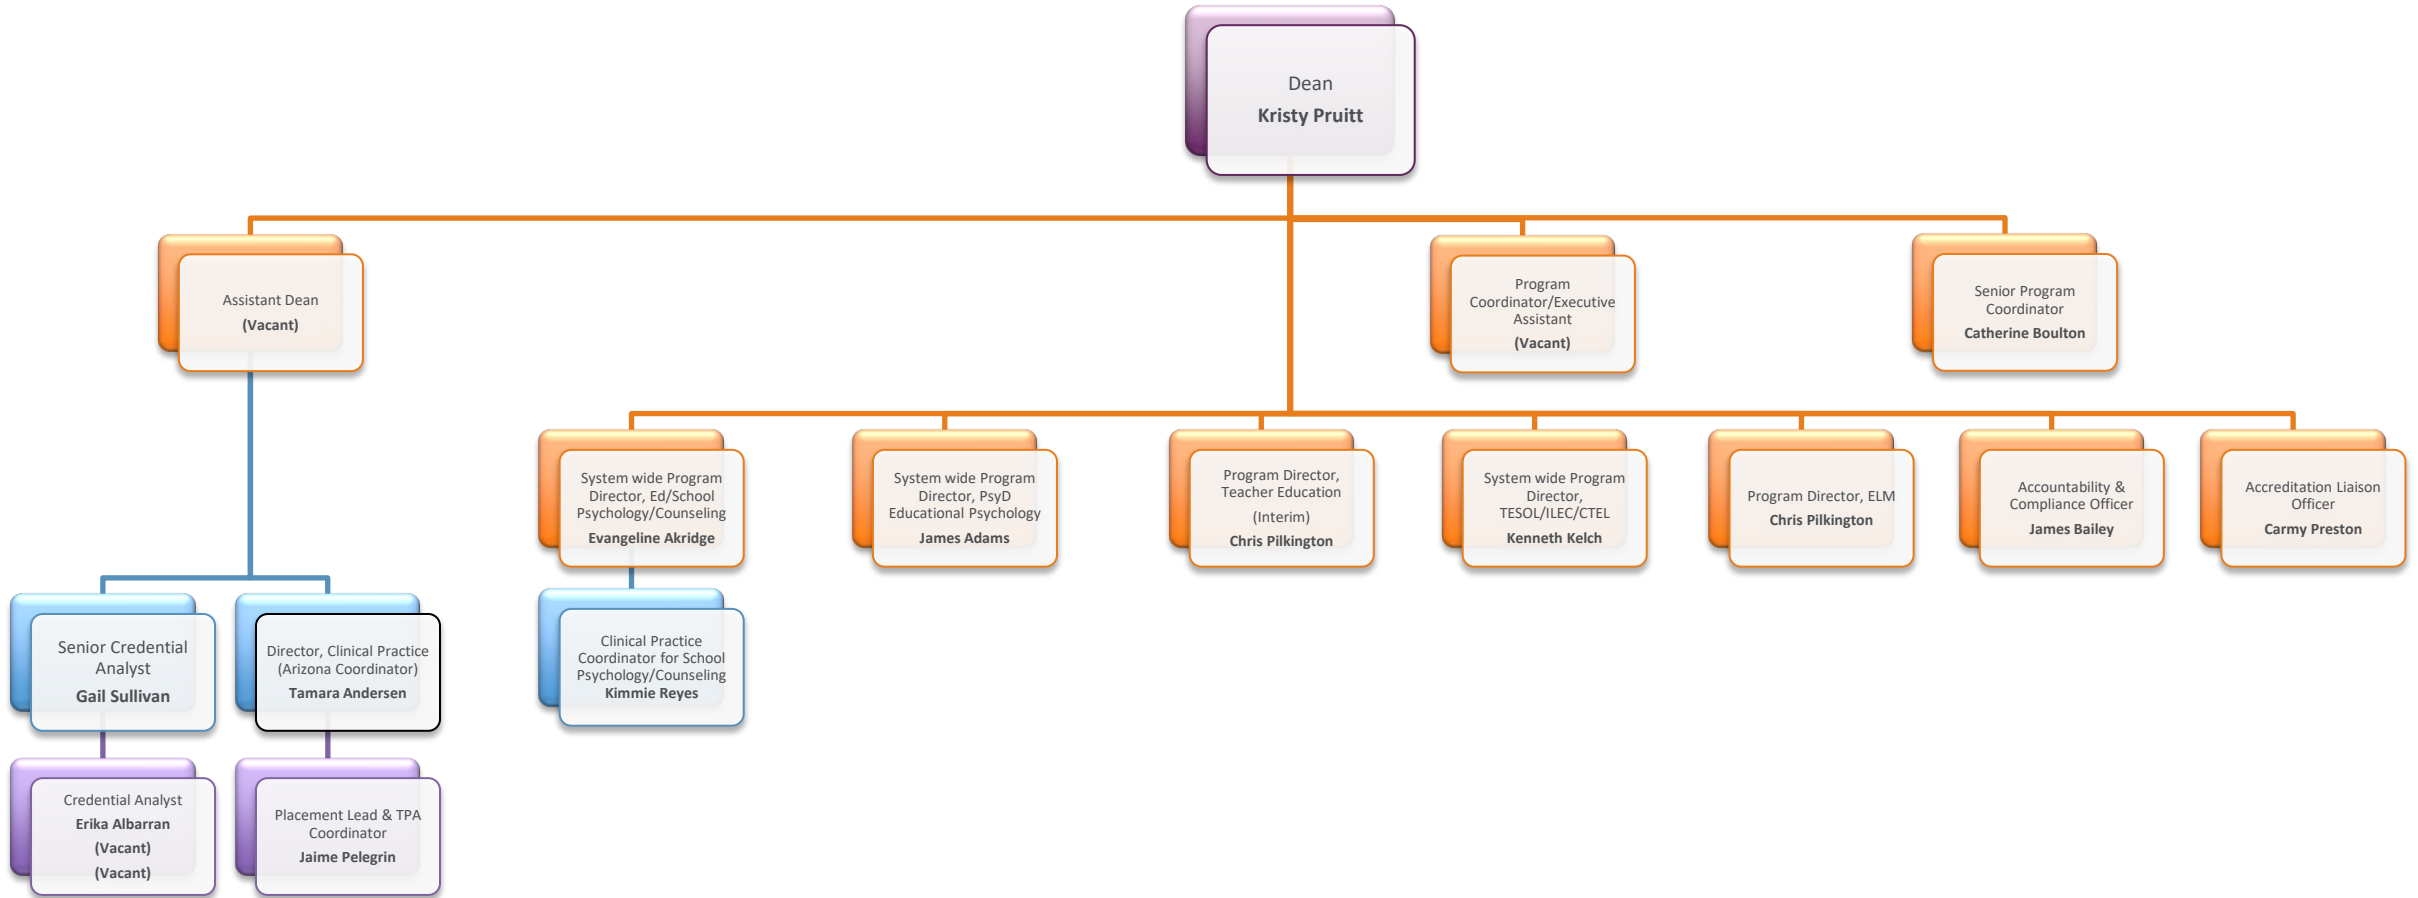 Dean
Kristy Pruitt
Assistant Dean
(Vacant)
Program
Coordinator/Executive
Assistant
(Vacant)
Senior Program
Coordinator
Catherine Boulton
System wide Program
Director, Ed/School
Psychology/Counseling
Evangeline Akridge
System wide Program
Director, PsyD
Educational Psychology
James Adams
Program Director,
Teacher Education
(Interim)
Chris Pilkington
System wide Program
Director,
TESOL/ILEC/CTEL
Kenneth Kelch
Program Director, ELM
Chris Pilkington
Accountability &
Compliance Officer
James Bailey
Accreditation Liaison
Officer
Carmy Preston
Senior Credential
Analyst
Gail Sullivan
Director, Clinical Practice
(Arizona Coordinator)
Tamara Andersen
Clinical Practice
Coordinator for School
Psychology/Counseling
Kimmie Reyes
Credential Analyst
Erika Albarran
(Vacant)
(Vacant)
Placement Lead & TPA
Coordinator
Jaime Pelegrin